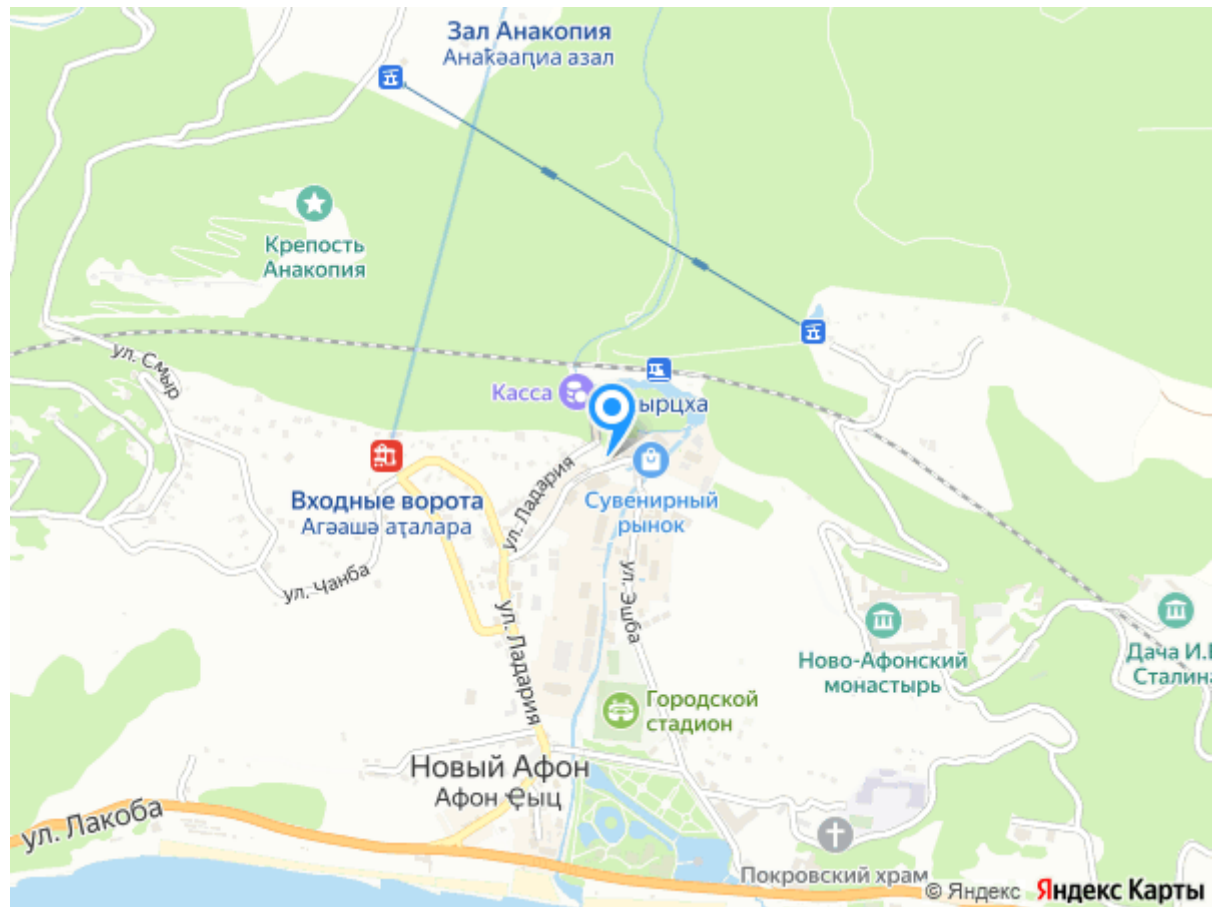 Зал Анакопия
Анаҟәаԥиа азал
Крепость
Анакопия
ул. Смыр
Касса
ырцха
Входные ворота
Агәашә аҭалара
ул. Ладария
Сувенирный
рынок
ул. Чанба
ул. Эшба
ул. Ладария
Ново-Афонский
монастырь
Дача И.В
Сталина
Городской
стадион
Новый Афон
Афон Ҿыц
ул. Лакоба
Покровский храм
© Яндекс Яндекс Карты